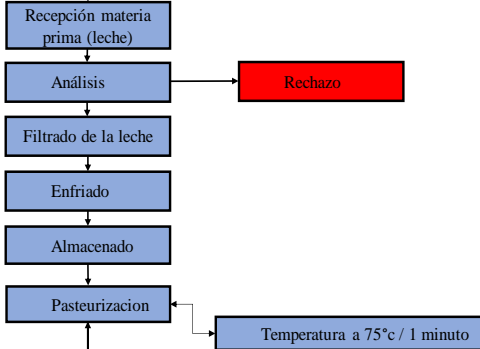 Recepción materia
prima (leche)
Análisis
Rechazo
Filtrado de la leche
Enfriado
Almacenado
Pasteurizacion
Temperatura a 75°c / 1 minuto